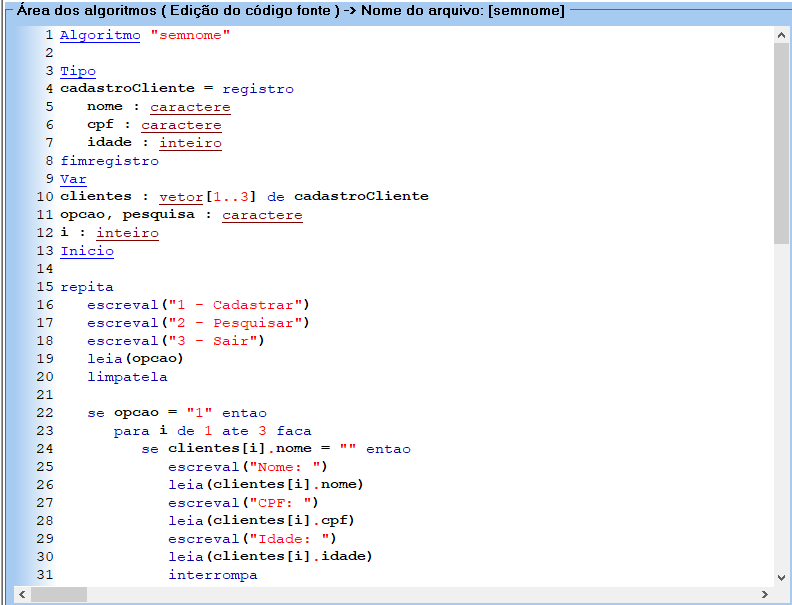 Área dos algoritmos ( Edição do código fonte ) -> Nome do arquivo: [semnome]
1 Algoritmo "semnome"
2
3 Tipo
4 cadastroCliente = registro
5    nome : caractere
6    cpf : caractere
7    idade : inteiro
8 fimregistro
9 Var
10 clientes : vetor[1..3] de cadastroCliente
11 opcao, pesquisa : caractere
12 i : inteiro
13 Inicio
14
15 repita
16    escreval("1 - Cadastrar")
17    escreval("2 - Pesquisar")
18    escreval("3 - Sair")
19    leia(opcao)
20    limpatela
21
22    se opcao = "1" entao
23       para i de 1 ate 3 faca
24          se clientes[i].nome = "" entao
25             escreval("Nome: ")
26             leia(clientes[i].nome)
27             escreval("CPF: ")
28             leia(clientes[i].cpf)
29             escreval("Idade: ")
30             leia(clientes[i].idade)
31             interrompa